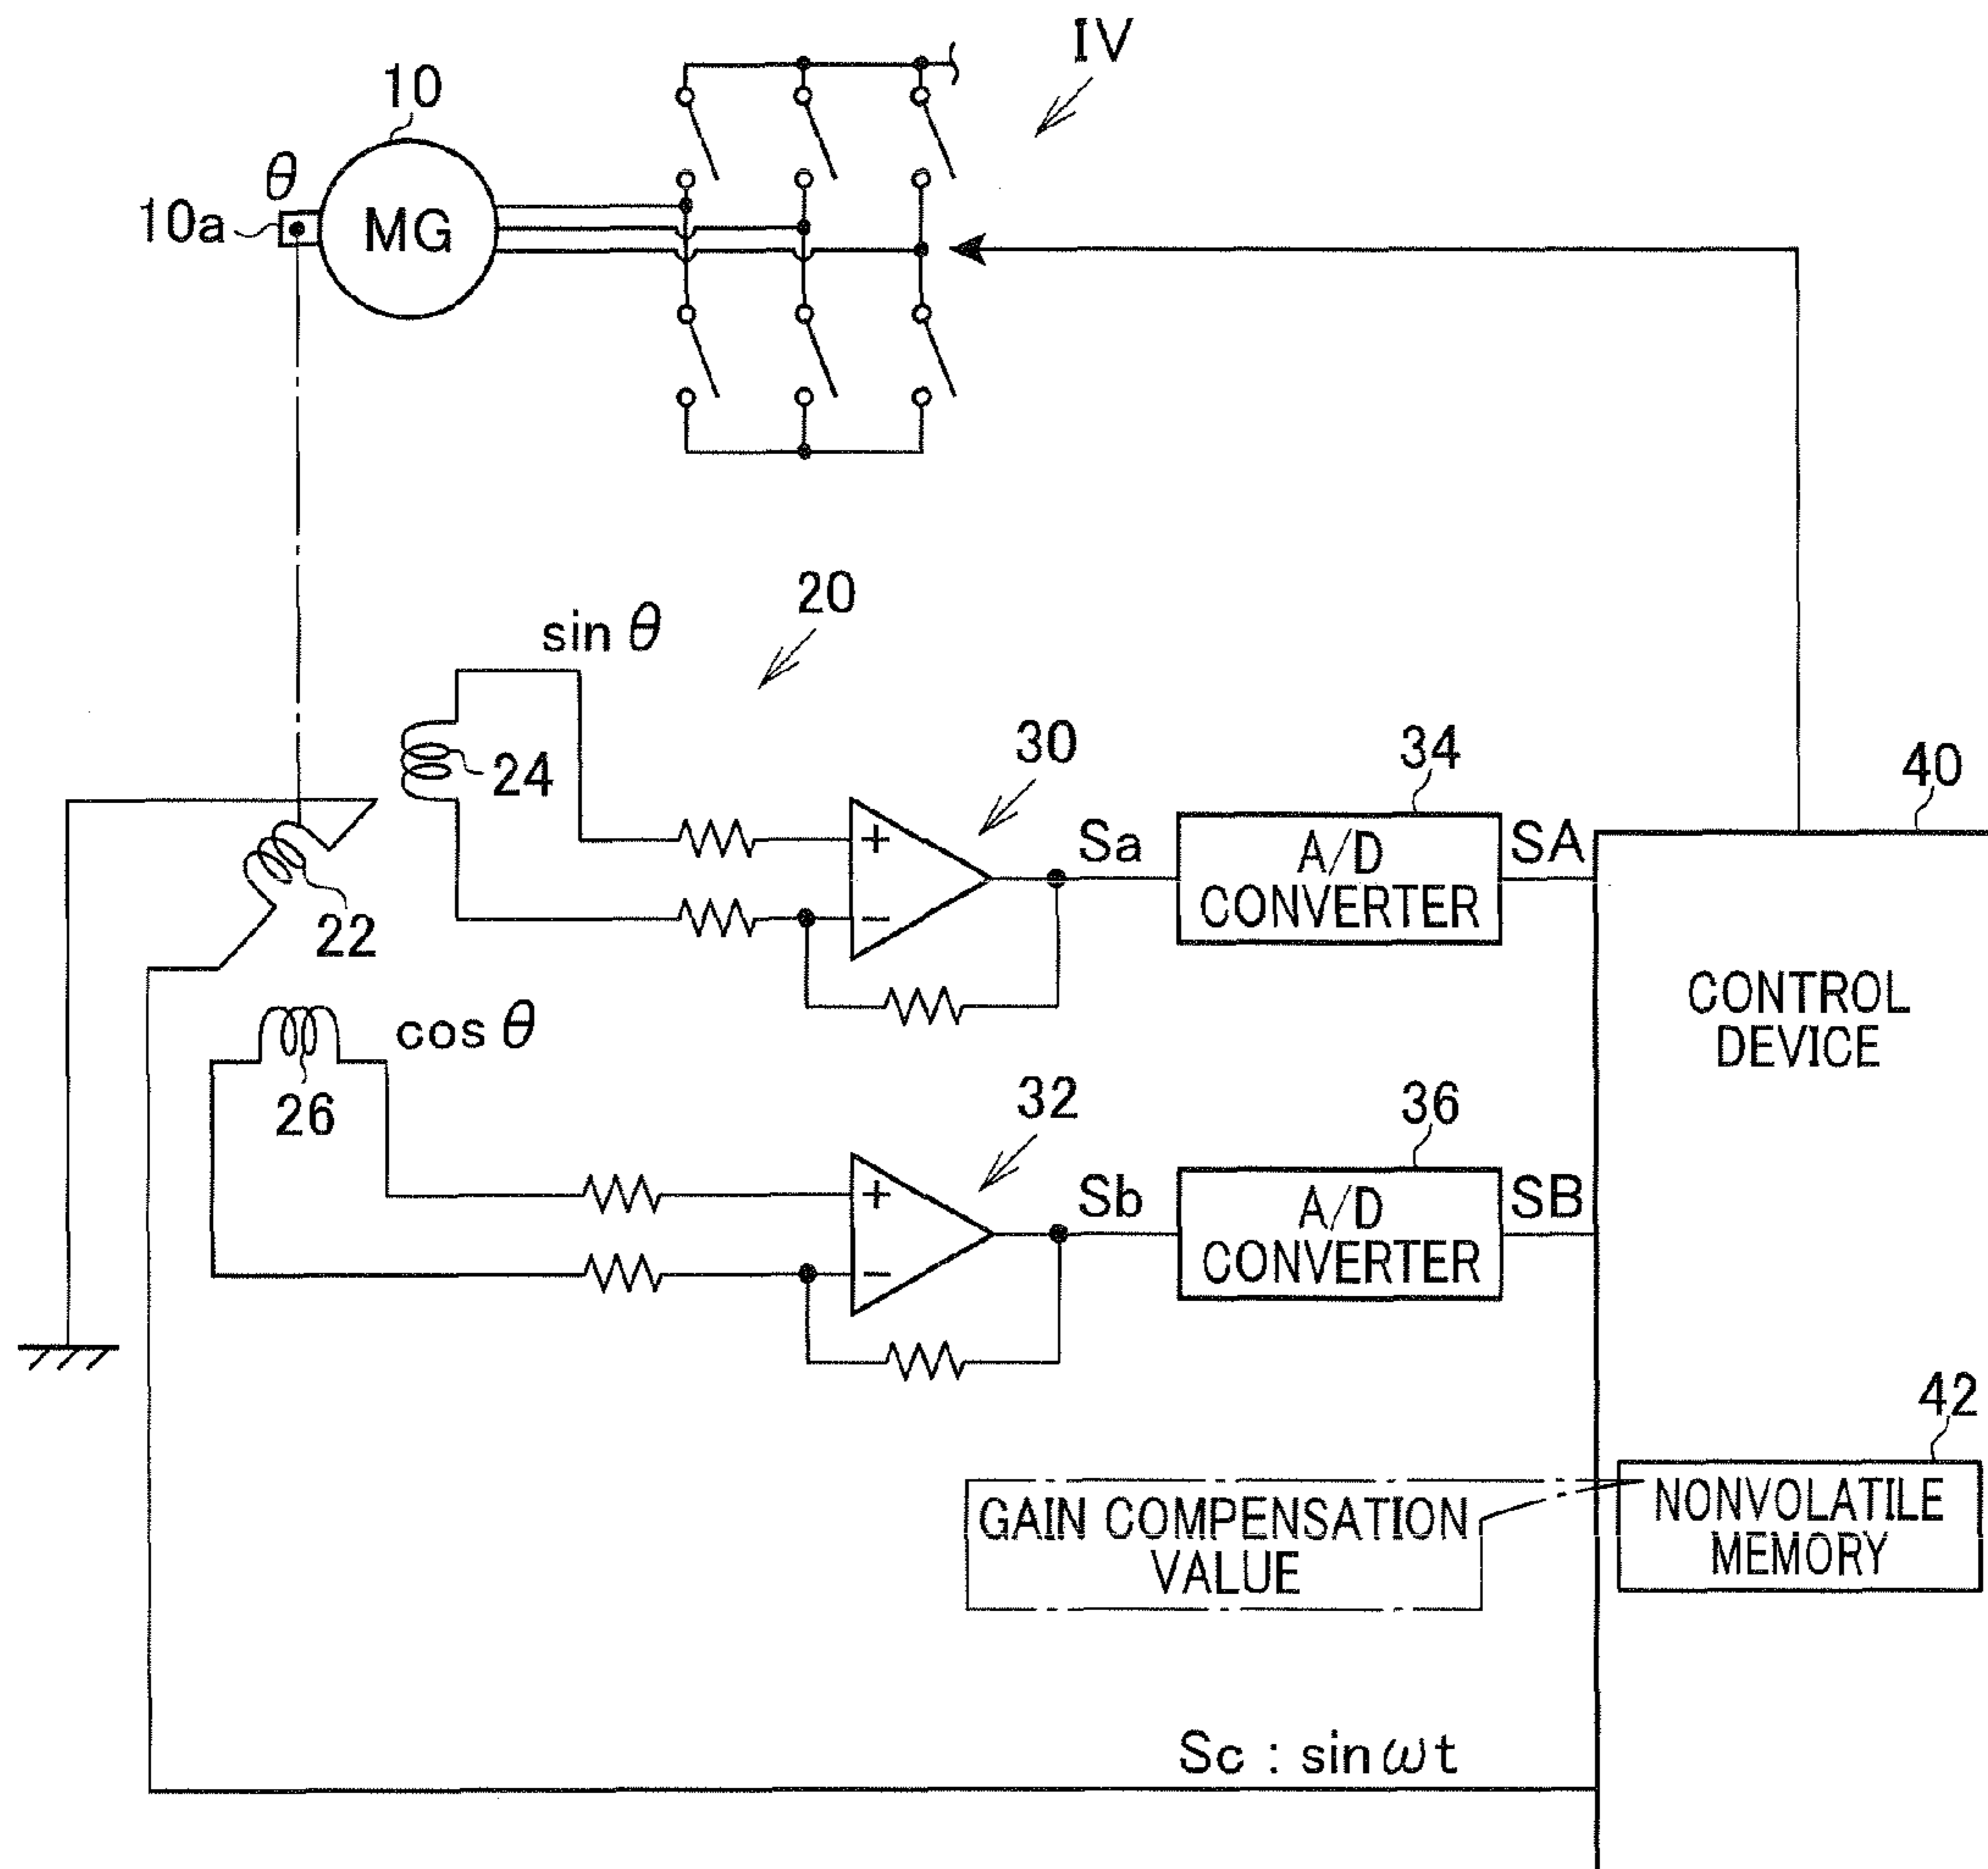 IV
10
θ
10a
MG
20
sin θ
24
30
34
40
Sa
A/D
CONVERTER
SA
+
−
22
CONTROL
DEVICE
cos θ
26
32
36
Sb
A/D
CONVERTER
SB
+
−
42
GAIN COMPENSATION
VALUE
NONVOLATILE
MEMORY
Sc : sin ωt